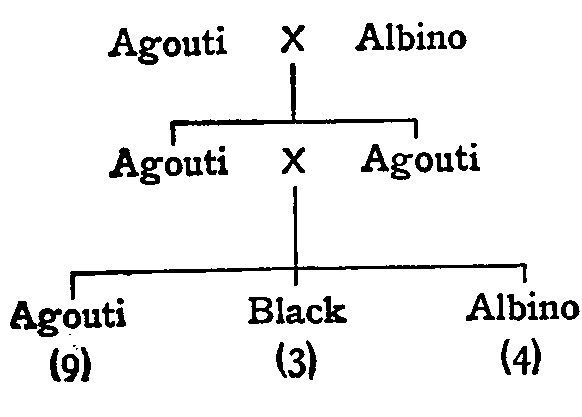 Agouti X Albino
Agouti X Agouti
Agouti Black Albino
(9) (3) (4)